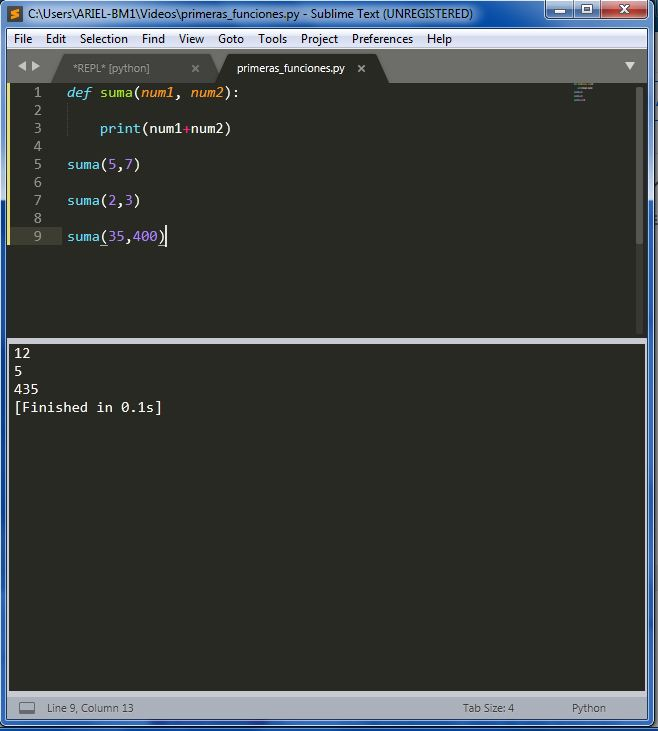 C:\Users\ARIEL-BM1\Videos\primeras_funciones.py - Sublime Text (UNREGISTERED)
File Edit Selection Find View Goto Tools Project Preferences Help
*REPL* [python] primeras_funciones.py
1 def suma(num1, num2):
2
3 print(num1+num2)
4
5 suma(5,7)
6
7 suma(2,3)
8
9 suma(35,400)
12
5
435
[Finished in 0.1s]
Line 9, Column 13 Tab Size: 4 Python